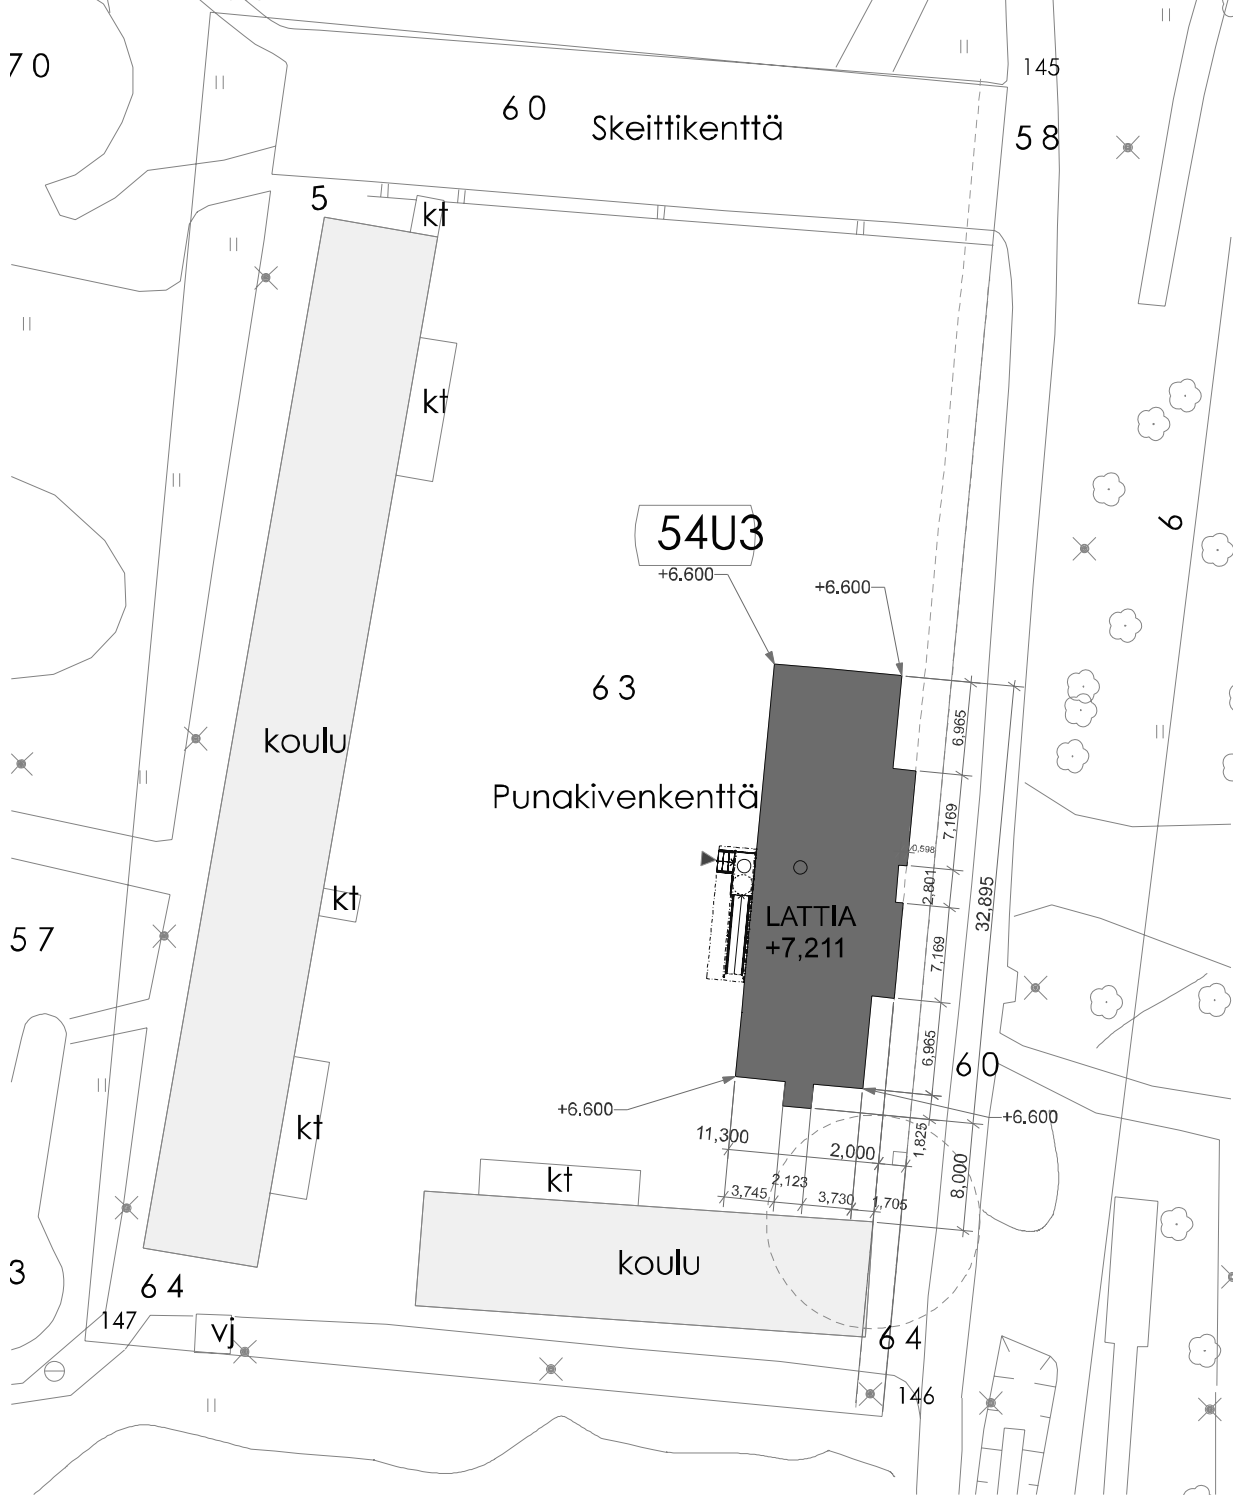 70
145
60
Skeittikenttä
58
5
kt
kt
54U3
6
+6.600
+6.600
63
6,965
koulu
Punakivenkenttä
7,169
0,598
2,801
kt
32,895
LATTIA
+7,211
57
7,169
6,965
60
+6.600
+6.600
kt
11,300
2,000
1,825
8,000
kt
2,123
3,745
3,730
1,705
koulu
3
64
147
vj
64
146